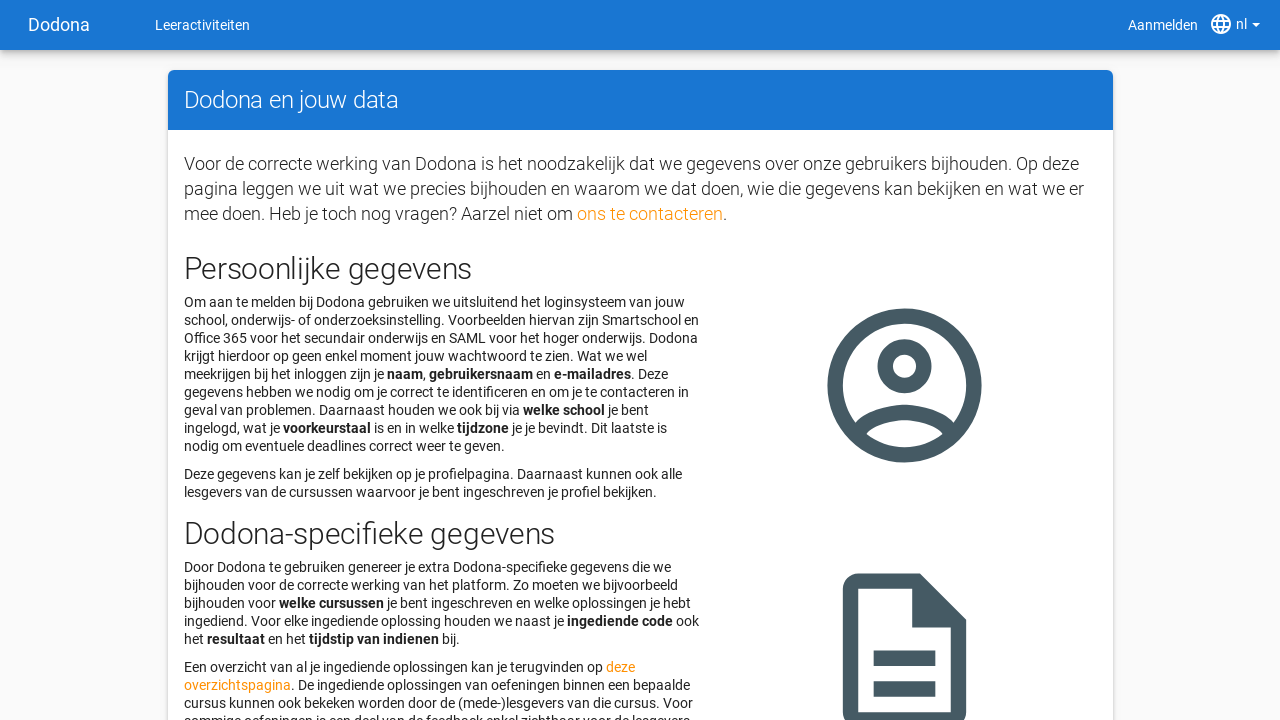 Dodona
Leeractiviteiten
Aanmelden
nl
Dodona en jouw data
Voor de correcte werking van Dodona is het noodzakelijk dat we gegevens over onze gebruikers bijhouden. Op deze
pagina leggen we uit wat we precies bijhouden en waarom we dat doen, wie die gegevens kan bekijken en wat we er
mee doen. Heb je toch nog vragen? Aarzel niet om ons te contacteren.
Persoonlijke gegevens
Om aan te melden bij Dodona gebruiken we uitsluitend het loginsysteem van jouw
school, onderwijs- of onderzoeksinstelling. Voorbeelden hiervan zijn Smartschool en
Office 365 voor het secundair onderwijs en SAML voor het hoger onderwijs. Dodona
krijgt hierdoor op geen enkel moment jouw wachtwoord te zien. Wat we wel
meekrijgen bij het inloggen zijn je naam, gebruikersnaam en e-mailadres. Deze
gegevens hebben we nodig om je correct te identificeren en om je te contacteren in
geval van problemen. Daarnaast houden we ook bij via welke school je bent
ingelogd, wat je voorkeurstaal is en in welke tijdzone je je bevindt. Dit laatste is
nodig om eventuele deadlines correct weer te geven.
Deze gegevens kan je zelf bekijken op je profielpagina. Daarnaast kunnen ook alle
lesgevers van de cursussen waarvoor je bent ingeschreven je profiel bekijken.
Dodona-specifieke gegevens
Door Dodona te gebruiken genereer je extra Dodona-specifieke gegevens die we
bijhouden voor de correcte werking van het platform. Zo moeten we bijvoorbeeld
bijhouden voor welke cursussen je bent ingeschreven en welke oplossingen je hebt
ingediend. Voor elke ingediende oplossing houden we naast je ingediende code ook
het resultaat en het tijdstip van indienen bij.
Een overzicht van al je ingediende oplossingen kan je terugvinden op deze
overzichtspagina. De ingediende oplossingen van oefeningen binnen een bepaalde
cursus kunnen ook bekeken worden door de (mede-)lesgevers van die cursus. Voor
sommige oefeningen is een deel van de feedback enkel zichtbaar voor de lesgevers